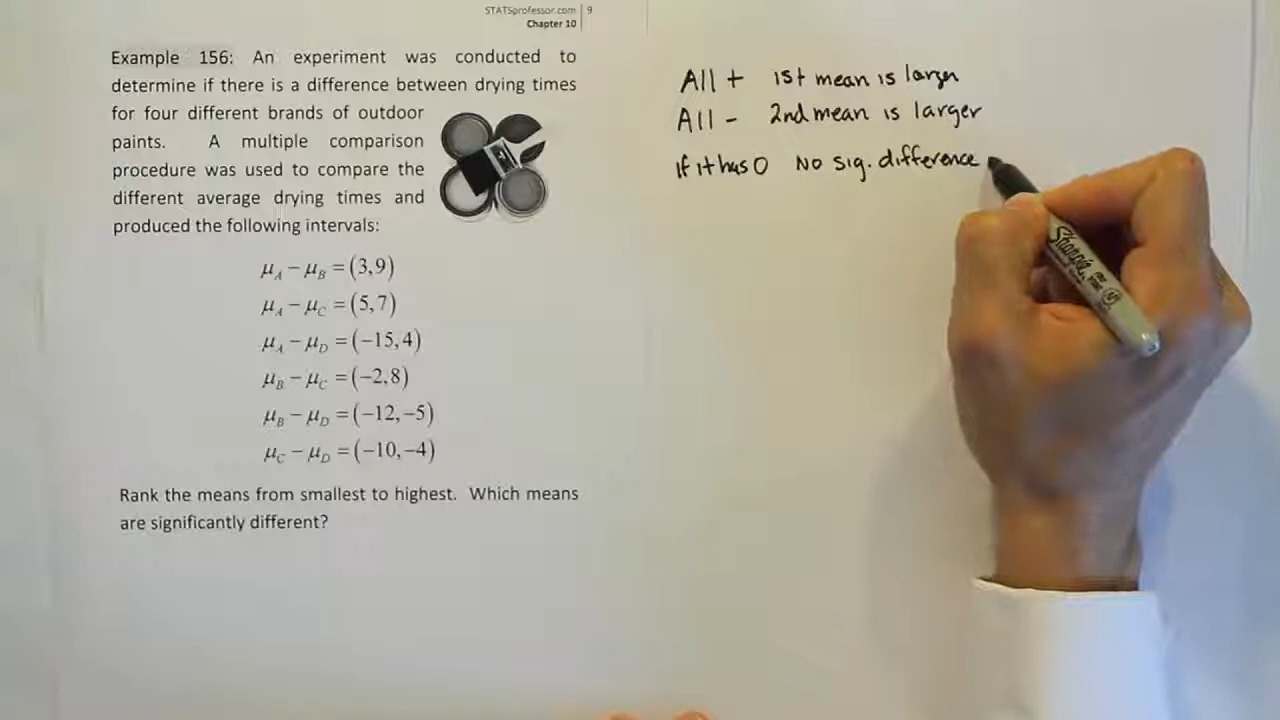 STATSprofessor.com | 9
Chapter 10
Example 156: An experiment was conducted to
determine if there is a difference between drying times
for four different brands of outdoor
paints. A multiple comparison
procedure was used to compare the
different average drying times and
produced the following intervals:
μA − μB = (3,9)
μA − μC = (5,7)
μA − μD = (−15,4)
μB − μC = (−2,8)
μB − μD = (−12,−5)
μC − μD = (−10,−4)
Rank the means from smallest to highest. Which means
are significantly different?
All + 1st mean is larger
All - 2nd mean is larger
If it has 0 No sig. difference
Sharpie